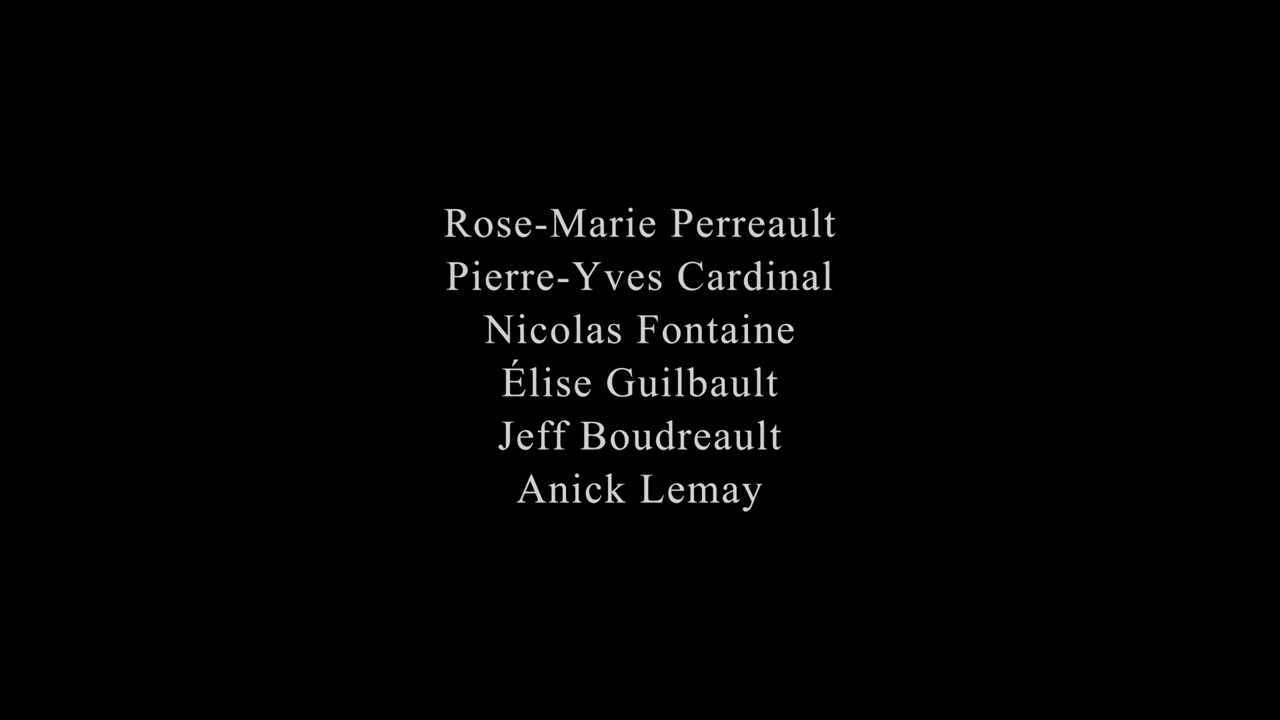 Rose-Marie Perreault
Pierre-Yves Cardinal
Nicolas Fontaine
Élise Guilbault
Jeff Boudreault
Anick Lemay